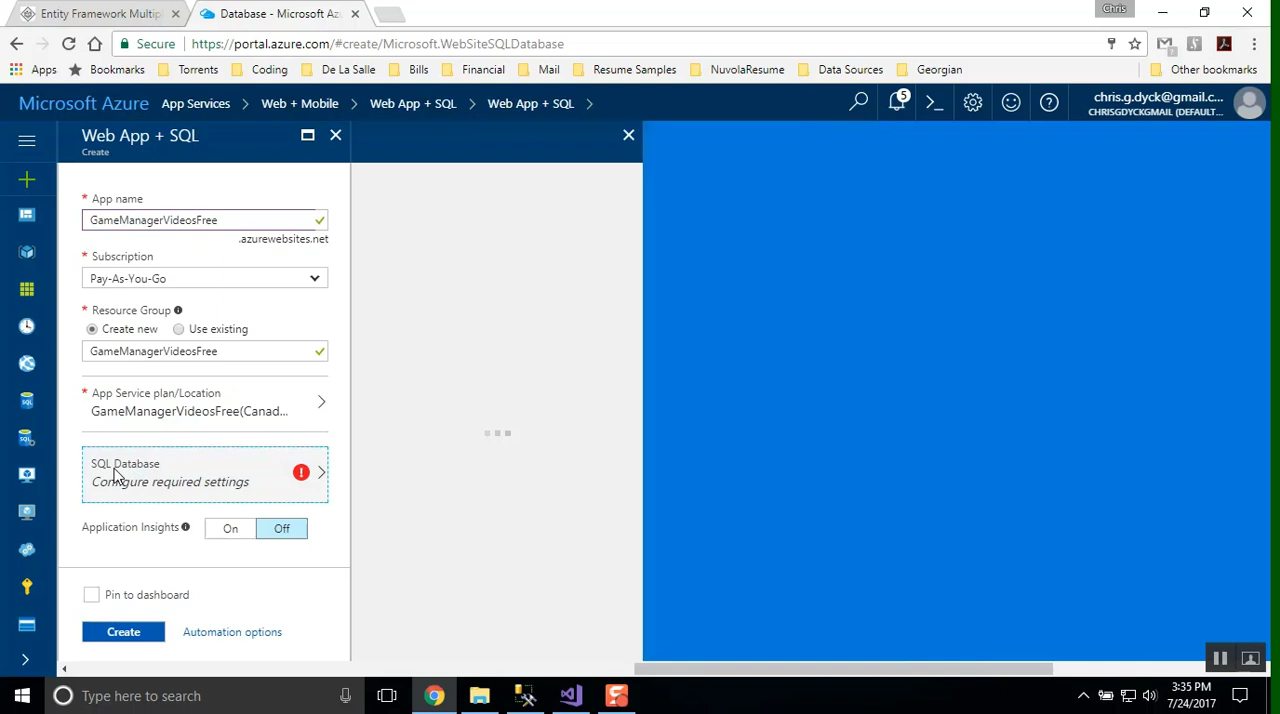 Entity Framework Multip
Database - Microsoft Az
Chris
Secure
https://portal.azure.com/#create/Microsoft.WebSiteSQLDatabase
Apps
Bookmarks
Torrents
Coding
De La Salle
Bills
Financial
Mail
Resume Samples
NuvolaResume
Data Sources
Georgian
Other bookmarks
Microsoft Azure
App Services
Web + Mobile
Web App + SQL
Web App + SQL
5
chris.g.dyck@gmail.c...
CHRISGDYCKGMAIL (DEFAULT...
Web App + SQL
Create
* App name
GameManagerVideosFree
.azurewebsites.net
* Subscription
Pay-As-You-Go
* Resource Group
Create new
Use existing
GameManagerVideosFree
* App Service plan/Location
GameManagerVideosFree(Canad...
SQL Database
Configure required settings
Application Insights
On
Off
Pin to dashboard
Create
Automation options
Type here to search
3:35 PM
7/24/2017